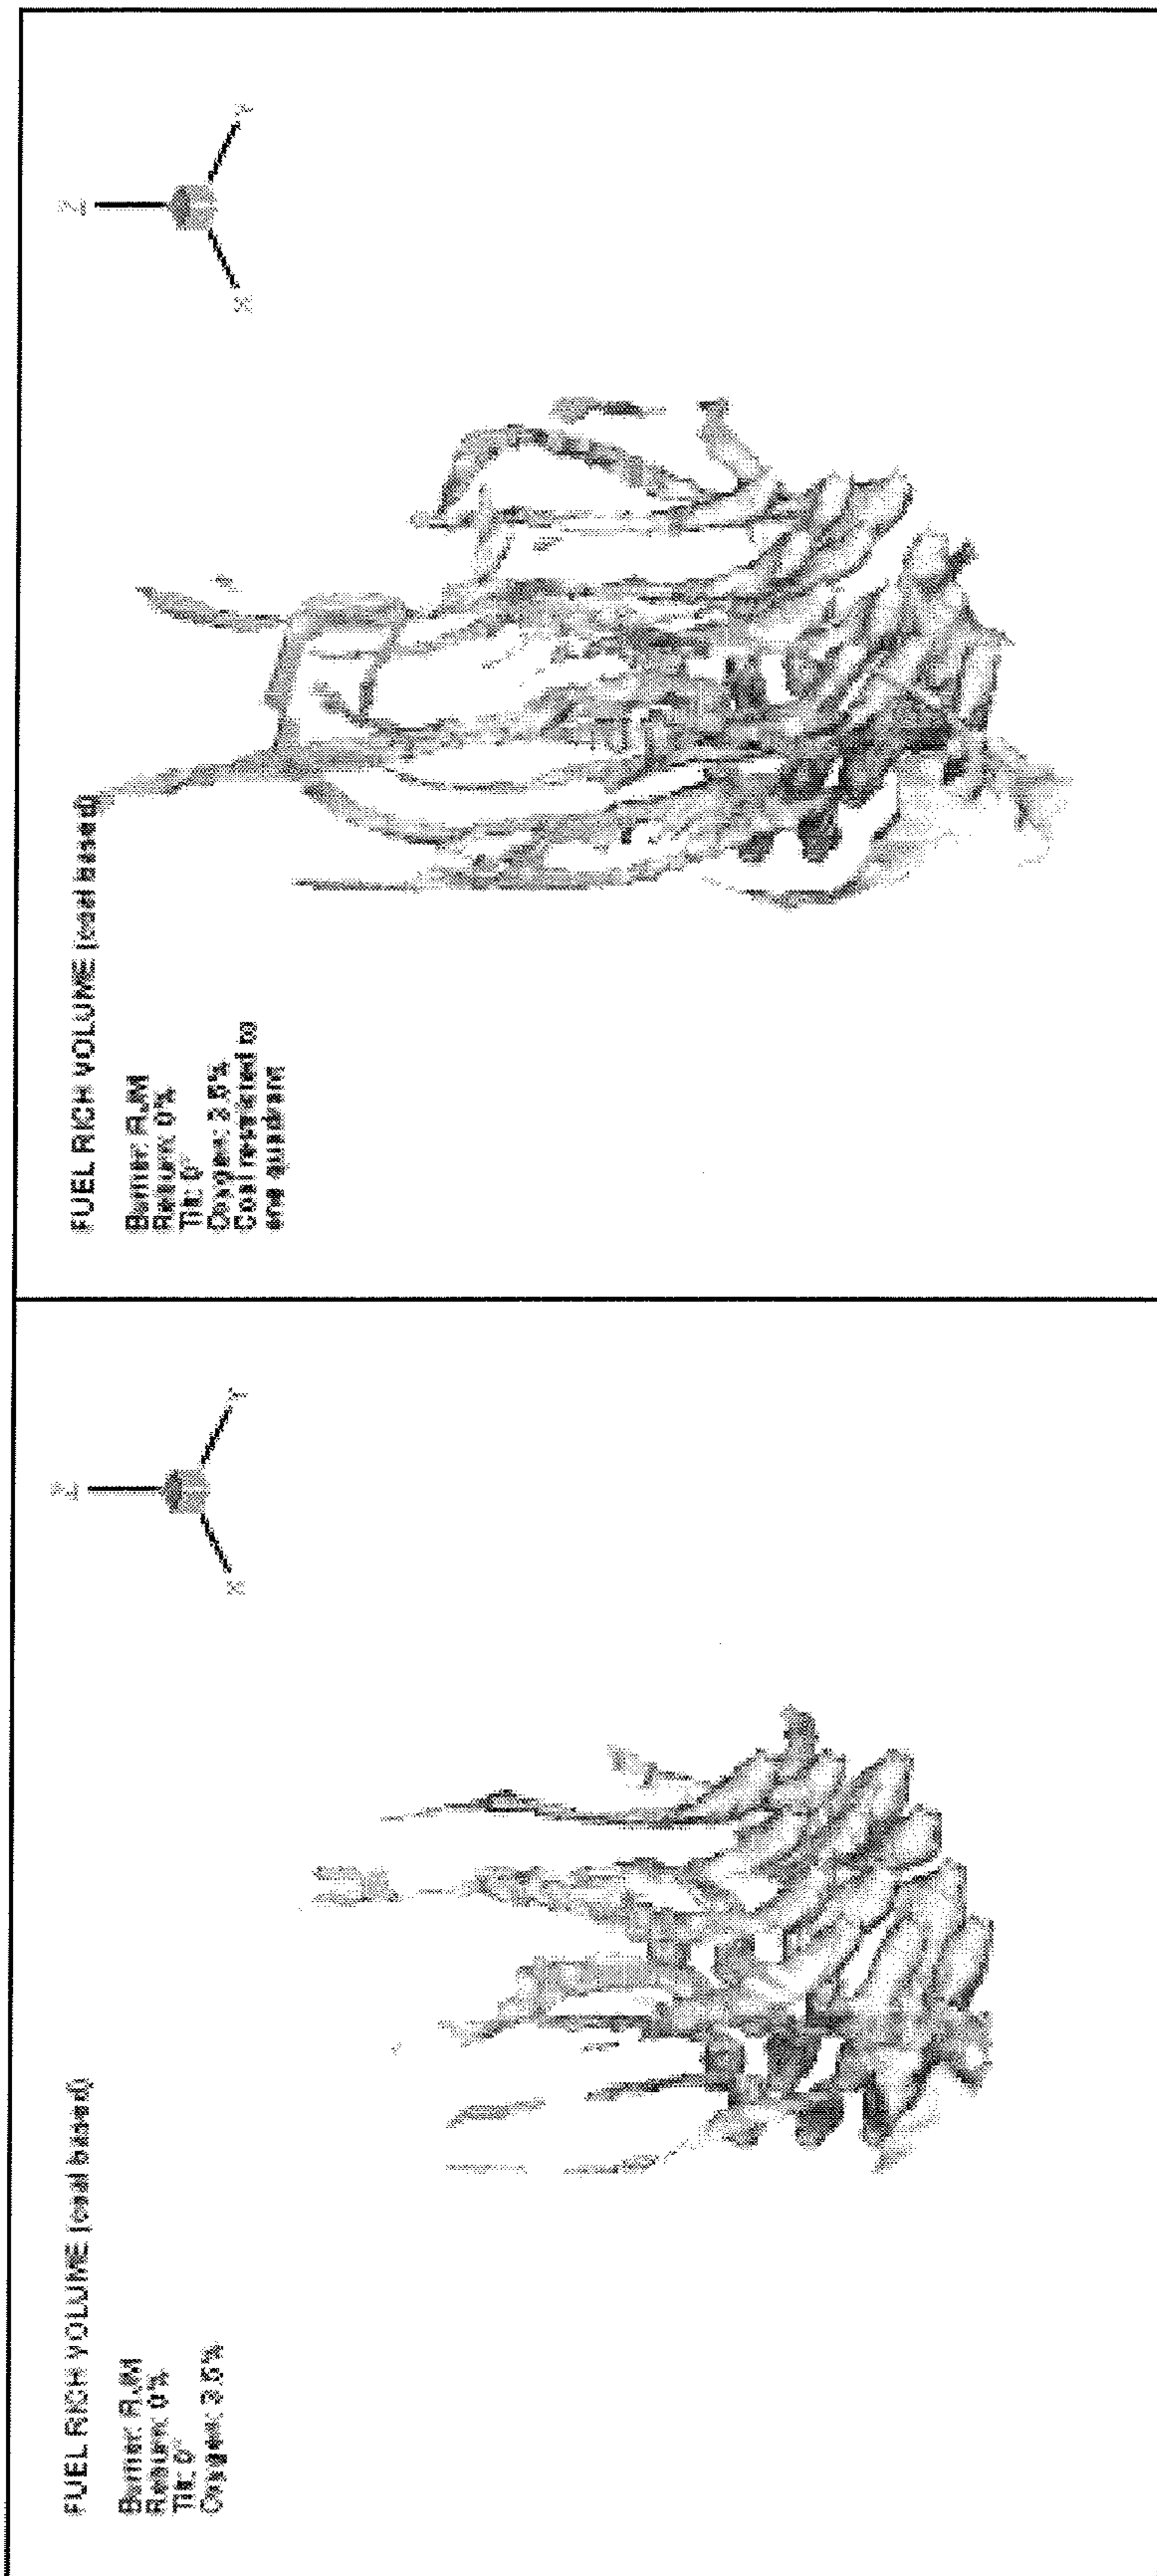 FUEL RICH VOLUME (coal based)
Burner: RJM
Reburn: 0%
Tilt: 0°
Oxygen: 3.5%
Z
X
Y
FUEL RICH VOLUME (coal based)
Burner: RJM
Reburn: 0%
Tilt: 0°
Oxygen: 3.5%
Coal restricted to
one quadrant
Z
X
Y